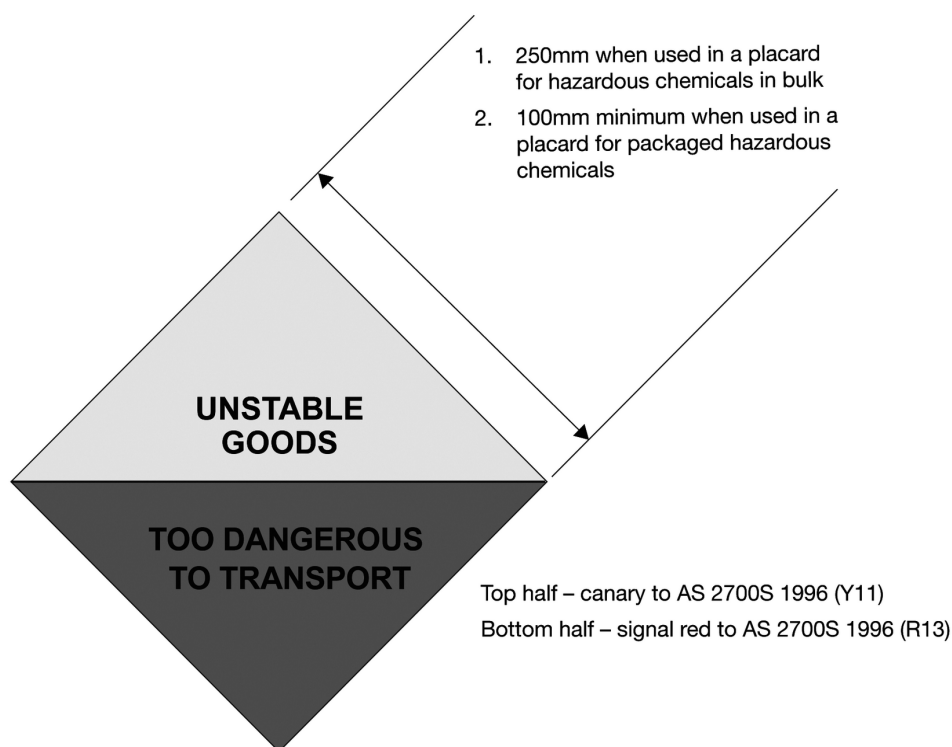 1. 250mm when used in a placard
for hazardous chemicals in bulk
2. 100mm minimum when used in a
placard for packaged hazardous
chemicals
UNSTABLE
GOODS
TOO DANGEROUS
TO TRANSPORT
Top half – canary to AS 2700S 1996 (Y11)
Bottom half – signal red to AS 2700S 1996 (R13)